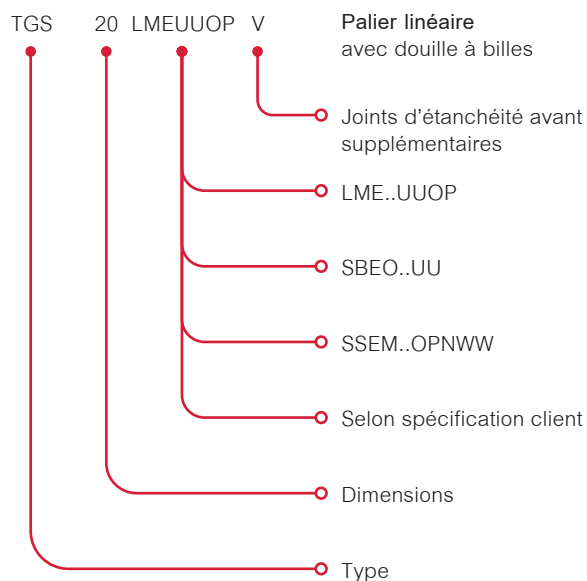 TGS 20 LMEUUOP V
Palier linéaire
avec douille à billes
Joints d'étanchéité avant
supplémentaires
LME..UUOP
SBEO..UU
SSEM..OPNWW
Selon spécification client
Dimensions
Type